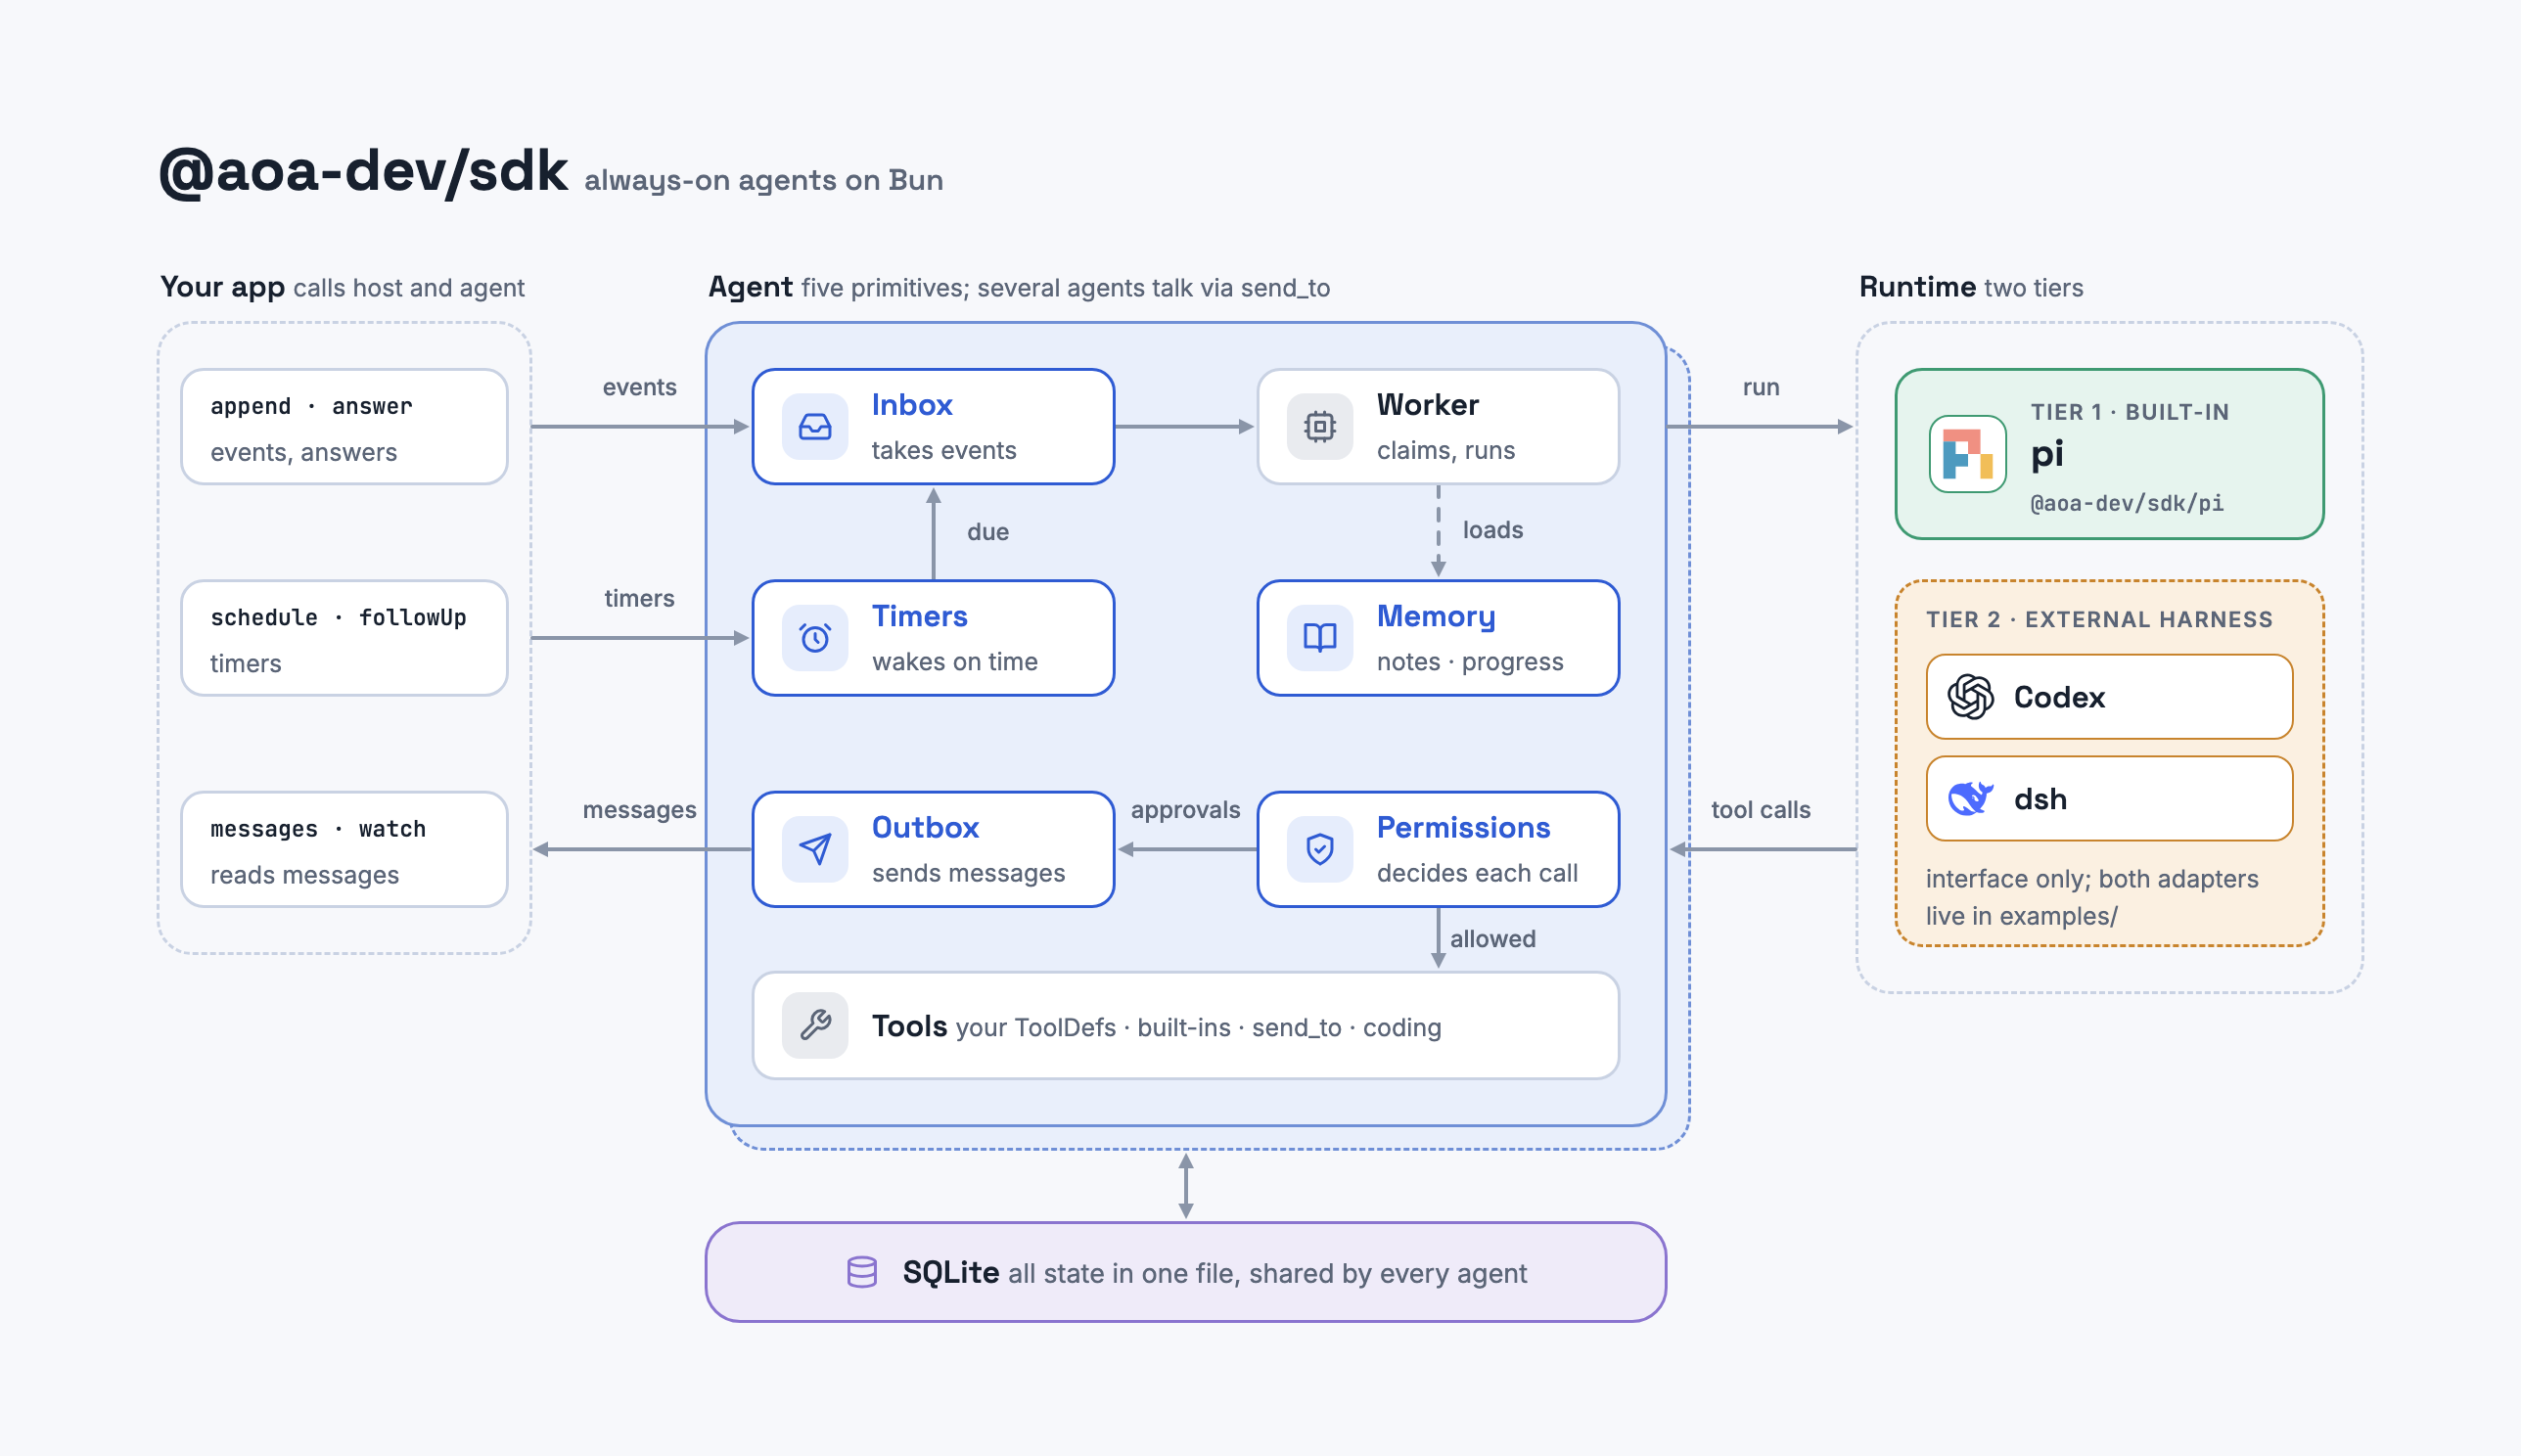 @aoa-dev/sdk always-on agents on Bun
Your app calls host and agent
append · answer
events, answers
schedule · followUp
timers
messages · watch
reads messages
events
timers
messages
Agent five primitives; several agents talk via send_to
Inbox
takes events
Worker
claims, runs
due
loads
Timers
wakes on time
Memory
notes · progress
Outbox
sends messages
approvals
Permissions
decides each call
allowed
Tools your ToolDefs · built-ins · send_to · coding
run
tool calls
Runtime two tiers
TIER 1 · BUILT-IN
pi
@aoa-dev/sdk/pi
TIER 2 · EXTERNAL HARNESS
Codex
dsh
interface only; both adapters
live in examples/
SQLite all state in one file, shared by every agent